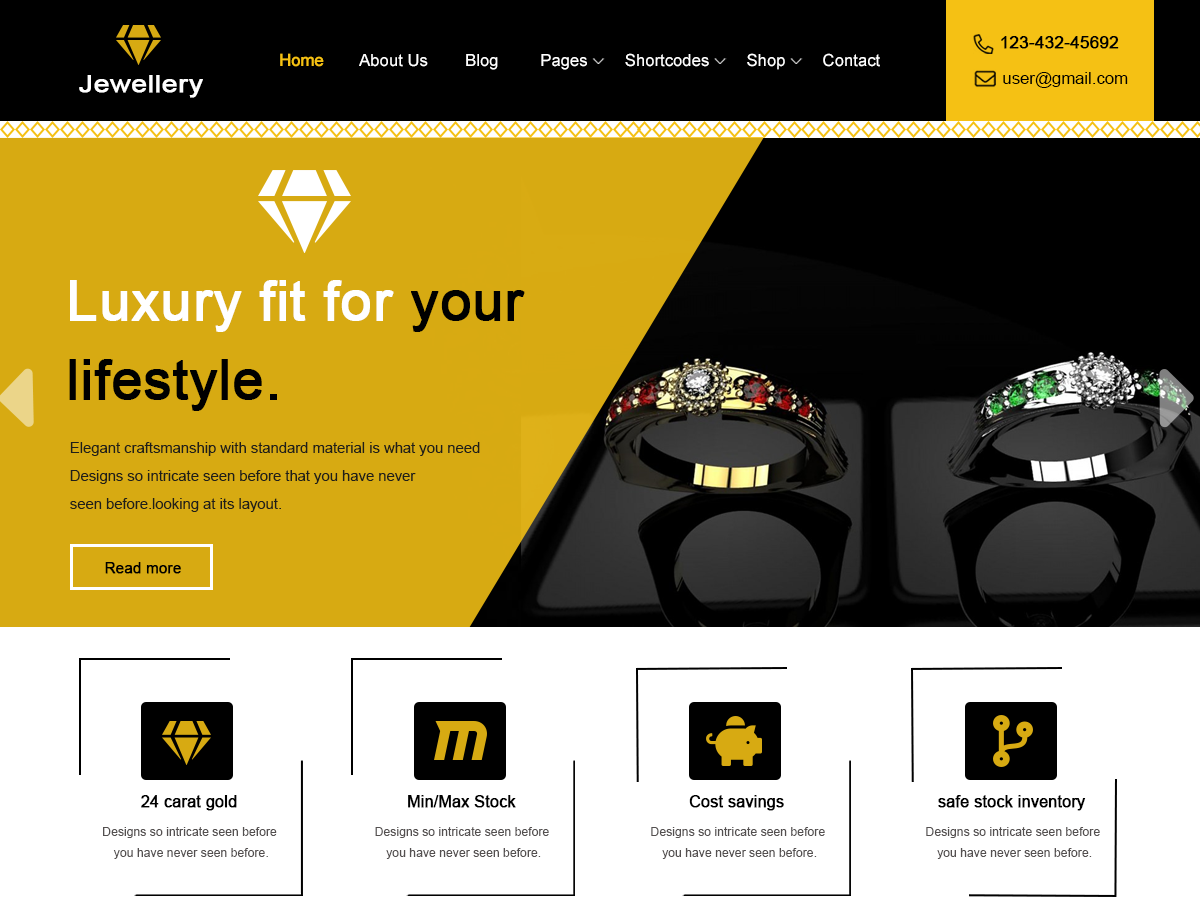 Jewellery
Home About Us Blog Pages Shortcodes Shop Contact
123-432-45692
user@gmail.com
Luxury fit for your
lifestyle.
Elegant craftsmanship with standard material is what you need
Designs so intricate seen before that you have never
seen before.looking at its layout.
Read more
24 carat gold
Designs so intricate seen before
you have never seen before.
Min/Max Stock
Designs so intricate seen before
you have never seen before.
Cost savings
Designs so intricate seen before
you have never seen before.
safe stock inventory
Designs so intricate seen before
you have never seen before.